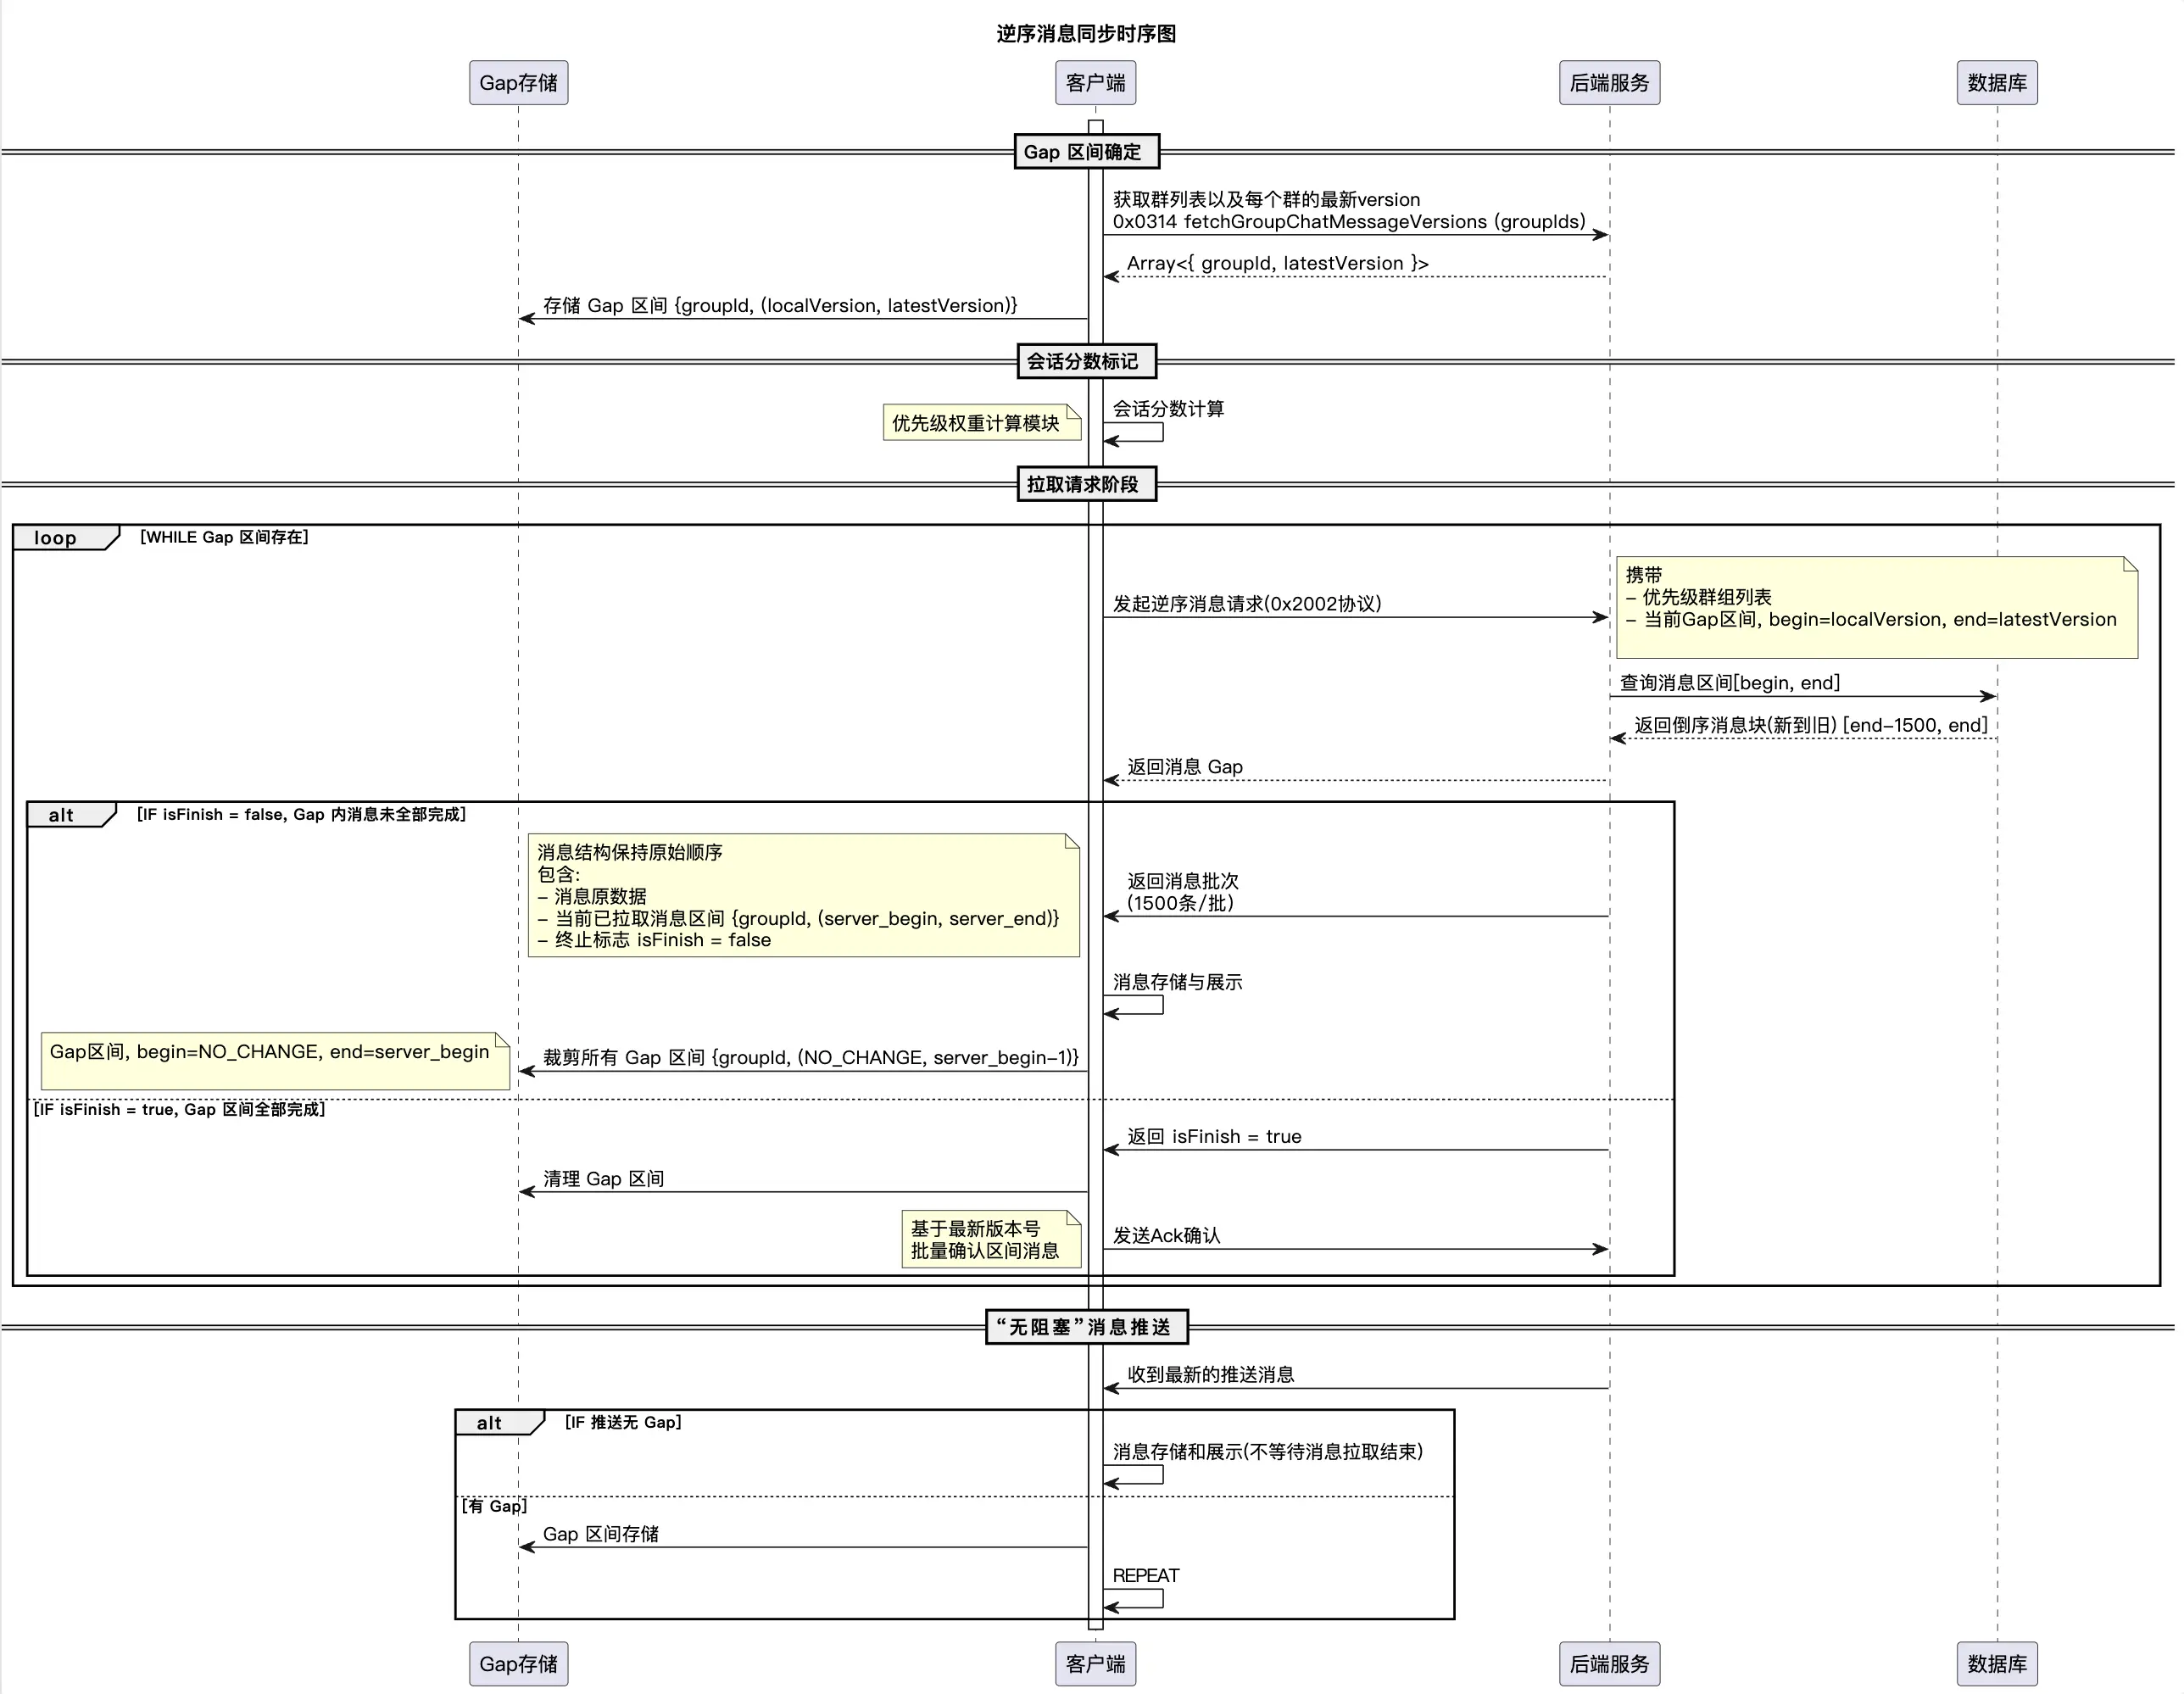 逆序消息同步时序图
Gap存储
客户端
后端服务
数据库
Gap 区间确定
获取群列表以及每个群的最新version
0x0314 fetchGroupChatMessageVersions (groupIds)
Array<{ groupId, latestVersion }>
存储 Gap 区间 {groupId, (localVersion, latestVersion)}
会话分数标记
会话分数计算
优先级权重计算模块
拉取请求阶段
loop
[WHILE Gap 区间存在]
携带
– 优先级群组列表
– 当前Gap区间, begin=localVersion, end=latestVersion
发起逆序消息请求(0x2002协议)
查询消息区间[begin, end]
返回倒序消息块(新到旧) [end-1500, end]
返回消息 Gap
alt
[IF isFinish = false, Gap 内消息未全部完成]
消息结构保持原始顺序
包含:
– 消息原数据
– 当前已拉取消息区间 {groupId, (server_begin, server_end)}
– 终止标志 isFinish = false
返回消息批次
(1500条/批)
消息存储与展示
Gap区间, begin=NO_CHANGE, end=server_begin
裁剪所有 Gap 区间 {groupId, (NO_CHANGE, server_begin-1)}
[IF isFinish = true, Gap 区间全部完成]
返回 isFinish = true
清理 Gap 区间
基于最新版本号
批量确认区间消息
发送Ack确认
“无阻塞”消息推送
收到最新的推送消息
alt
[IF 推送无 Gap]
消息存储和展示(不等待消息拉取结束)
[有 Gap]
Gap 区间存储
REPEAT
Gap存储
客户端
后端服务
数据库